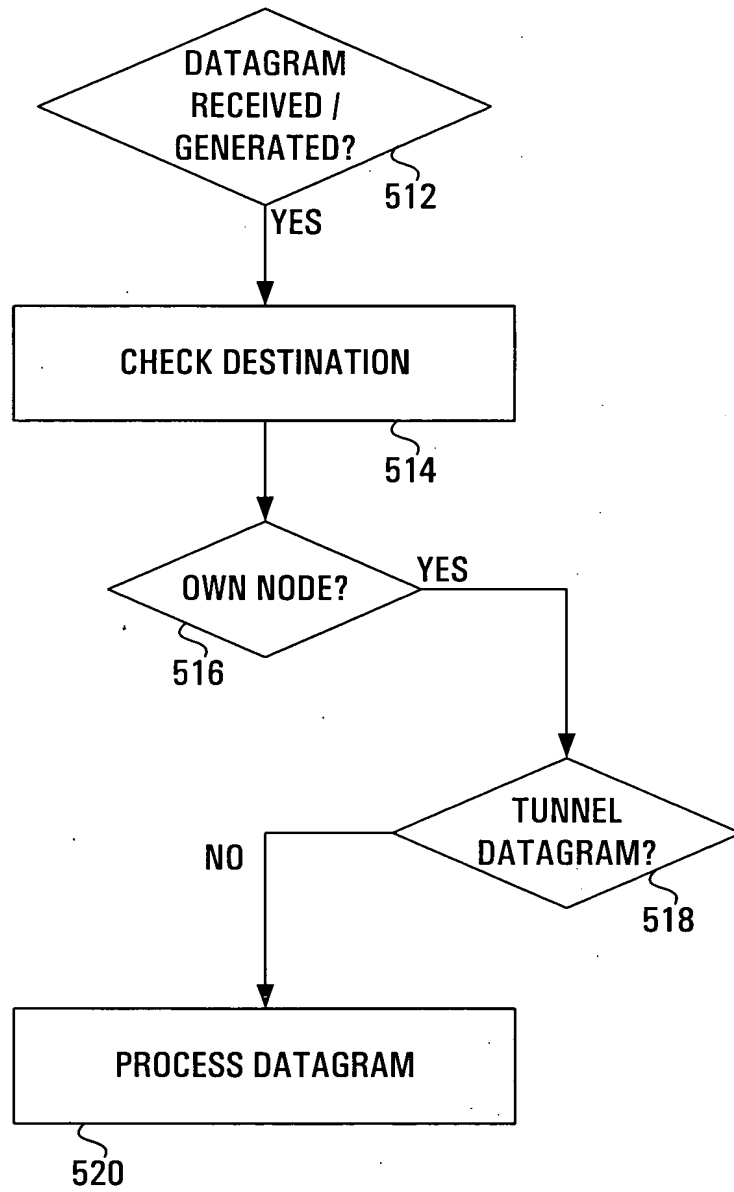 DATAGRAM
RECEIVED /
GENERATED?
512
YES
CHECK DESTINATION
514
OWN NODE?
YES
516
TUNNEL
DATAGRAM?
NO
518
PROCESS DATAGRAM
520